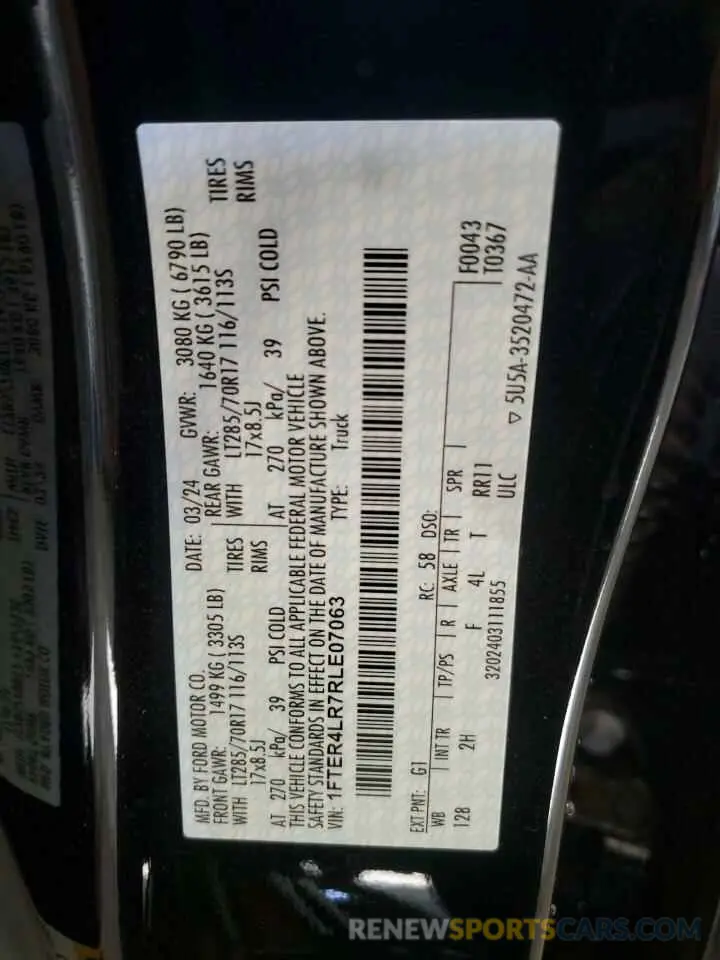 MFD. BY FORD MOTOR CO.
DATE: 03/24 GVWR: 3080 KG ( 6790 LB)
FRONT GAWR: 1499 KG ( 3305 LB) REAR GAWR: 1640 KG ( 3615 LB)
WITH LT285/70R17 116/113S TIRES WITH LT285/70R17 116/113S TIRES
17x8.5J RIMS 17x8.5J RIMS
AT 270 kPa/ 39 PSI COLD AT 270 kPa/ 39 PSI COLD
THIS VEHICLE CONFORMS TO ALL APPLICABLE FEDERAL MOTOR VEHICLE
SAFETY STANDARDS IN EFFECT ON THE DATE OF MANUFACTURE SHOWN ABOVE.
VIN: 1FTER4LR7RLE07063 TYPE: Truck
EXT PNT: G1 RC: 58 DSO: F0043
WB INT TR TP/PS R AXLE TR SPR T0367
128 2H F 4L T RR11
3202403111855 ULC ▽ 5U5A-3520472-AA
RENEWSPORTSCARS.COM